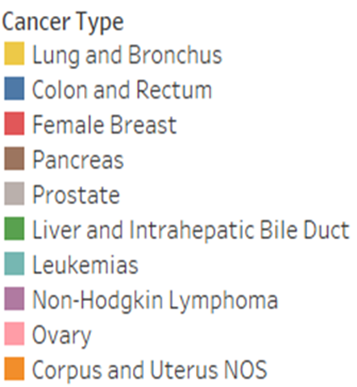 Cancer Type
Lung and Bronchus
Colon and Rectum
Female Breast
Pancreas
Prostate
Liver and Intrahepatic Bile Duct
Leukemias
Non-Hodgkin Lymphoma
Ovary
Corpus and Uterus NOS